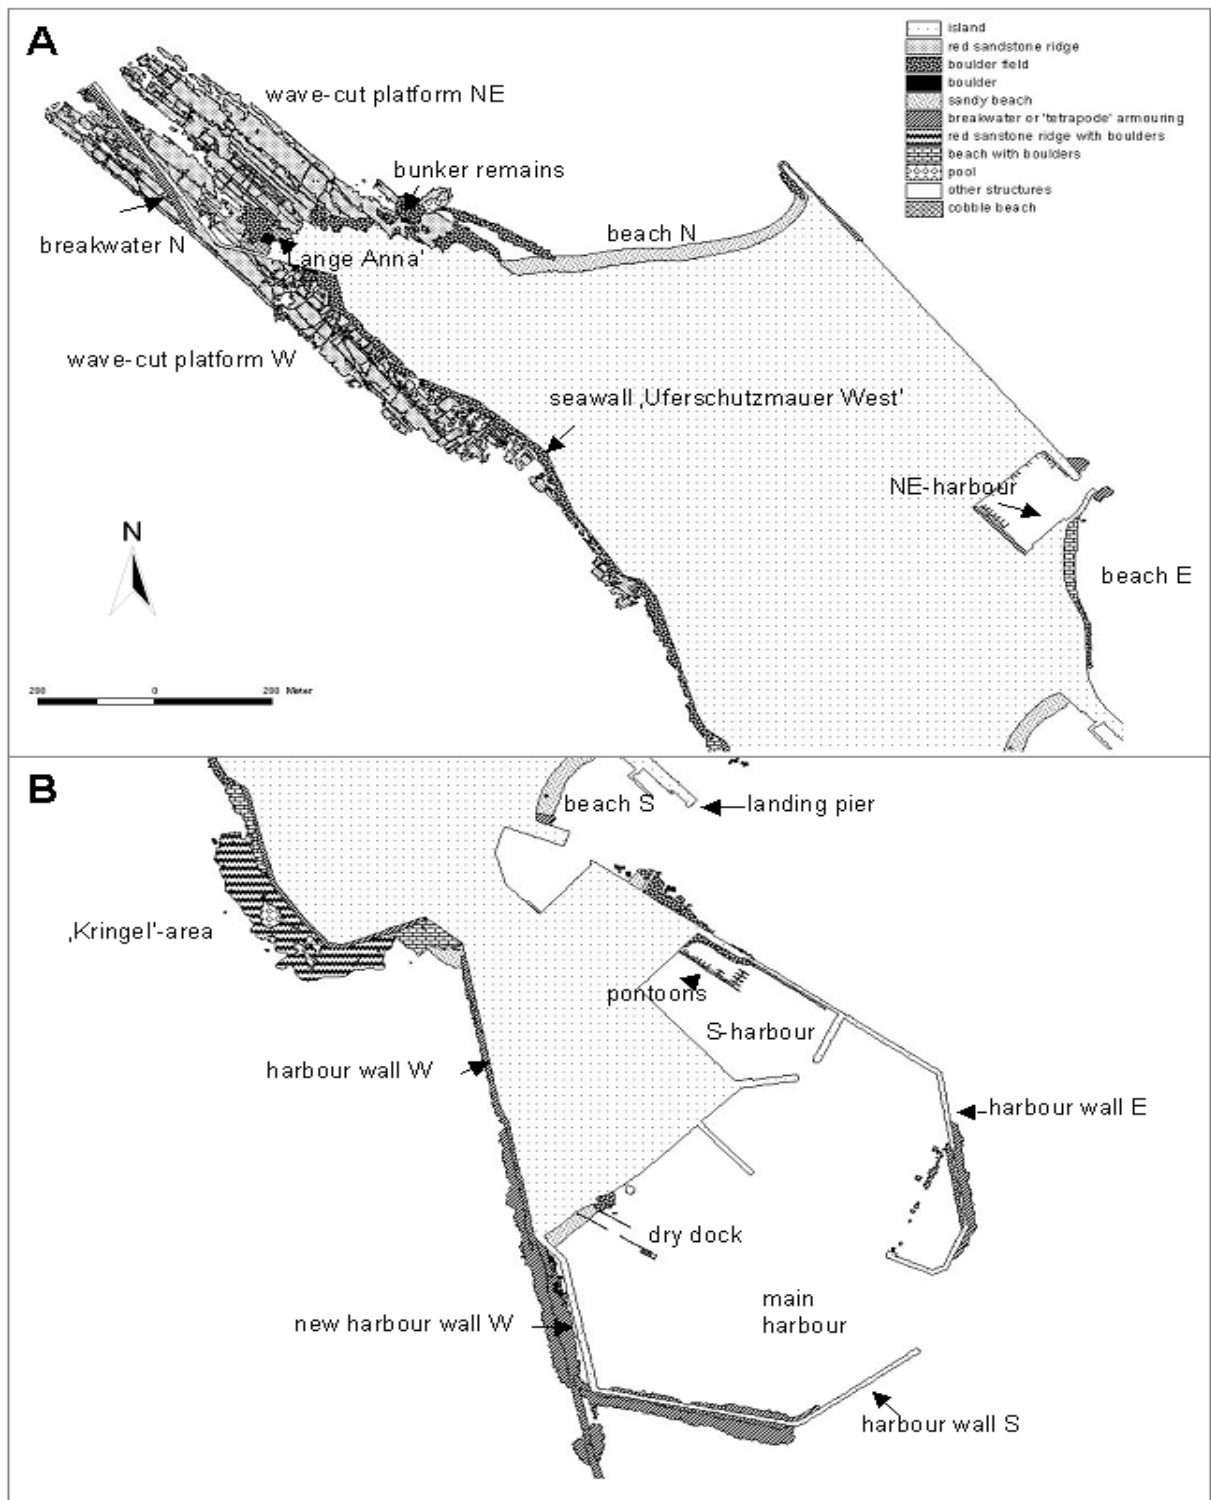 A
island
red sandstone ridge
boulder field
boulder
sandy beach
breakwater or 'tetrapode' armouring
red sanstone ridge with boulders
beach with boulders
pool
other structures
cobble beach
wave-cut platform NE
bunker remains
beach N
breakwater N
'Lange Anna'
wave-cut platform W
seawall ‚Uferschutzmauer West'
NE-harbour
N
beach E
200 0 200 Meter
B
beach S
landing pier
‚Kringel'-area
pontoons
S-harbour
harbour wall W
harbour wall E
dry dock
main
harbour
new harbour wall W
harbour wall S